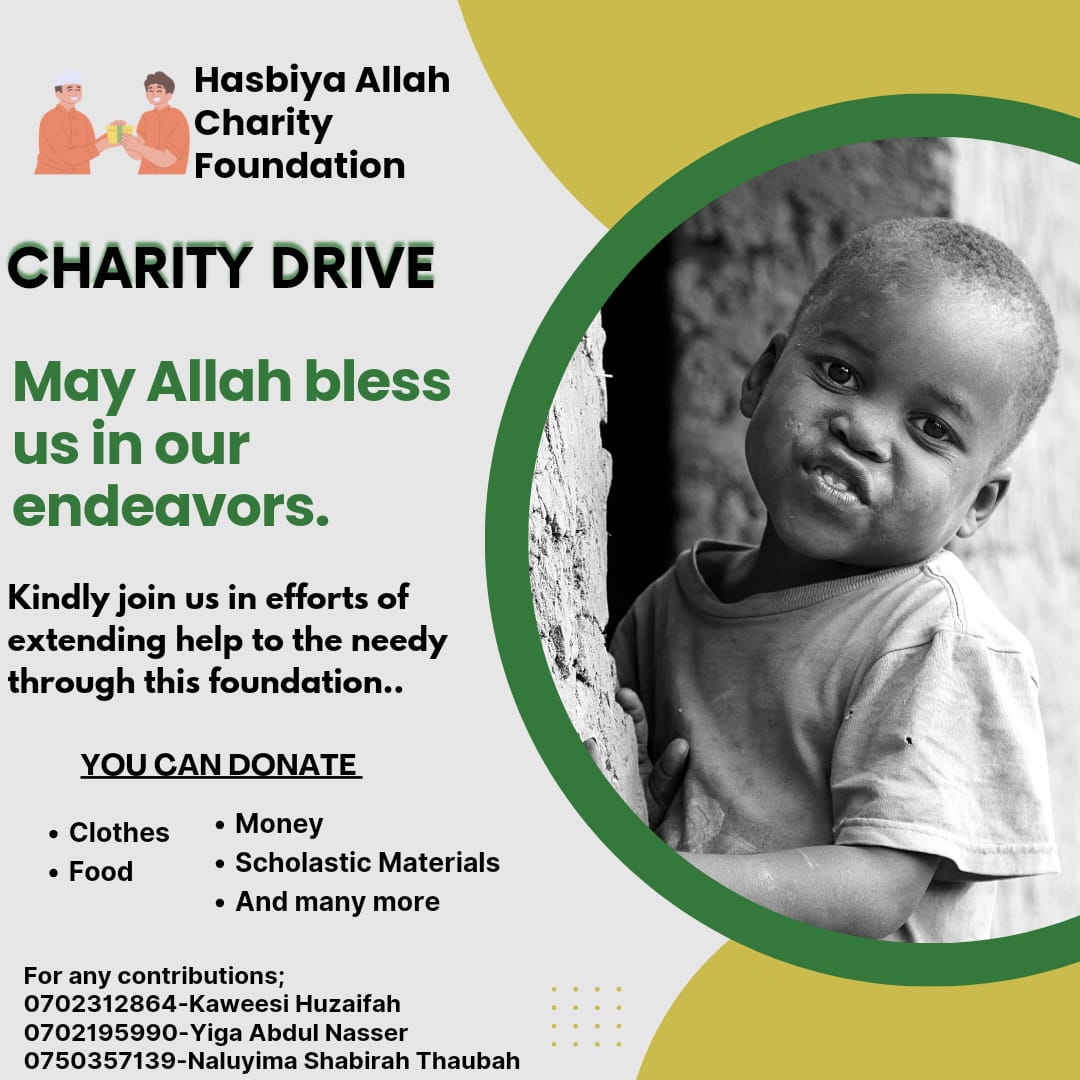 Hasbiya Allah
Charity
Foundation
CHARITY DRIVE
May Allah bless
us in our
endeavors.
Kindly join us in efforts of
extending help to the needy
through this foundation..
YOU CAN DONATE
• Clothes
• Food
• Money
• Scholastic Materials
• And many more
For any contributions;
0702312864-Kaweesi Huzaifah
0702195990-Yiga Abdul Nasser
0750357139-Naluyima Shabirah Thaubah